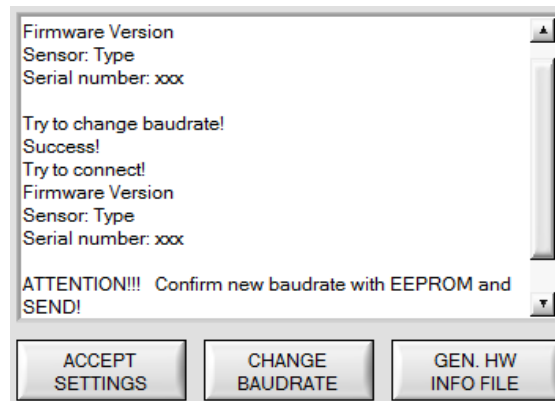 Firmware Version
Sensor: Type
Serial number: xxx
Try to change baudrate!
Success!
Try to connect!
Firmware Version
Sensor: Type
Serial number: xxx
ATTENTION!!!   Confirm new baudrate with EEPROM and
SEND!
ACCEPT
SETTINGS
CHANGE
BAUDRATE
GEN. HW
INFO FILE